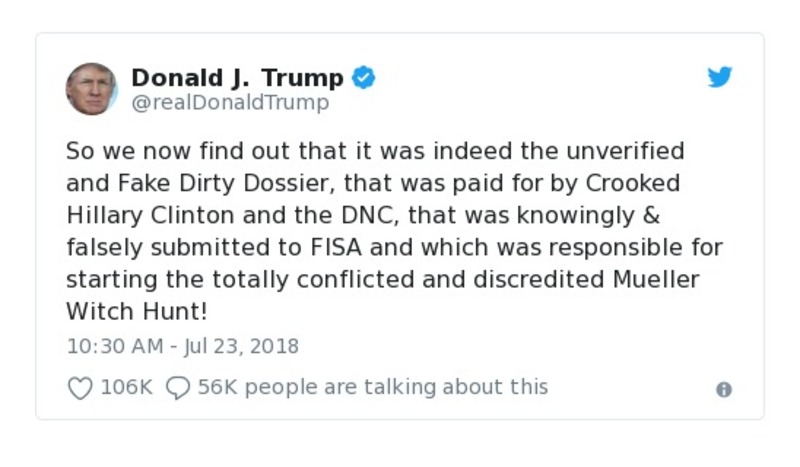 Donald J. Trump
@realDonaldTrump
So we now find out that it was indeed the unverified
and Fake Dirty Dossier, that was paid for by Crooked
Hillary Clinton and the DNC, that was knowingly &
falsely submitted to FISA and which was responsible for
starting the totally conflicted and discredited Mueller
Witch Hunt!
10:30 AM - Jul 23, 2018
106K 56K people are talking about this